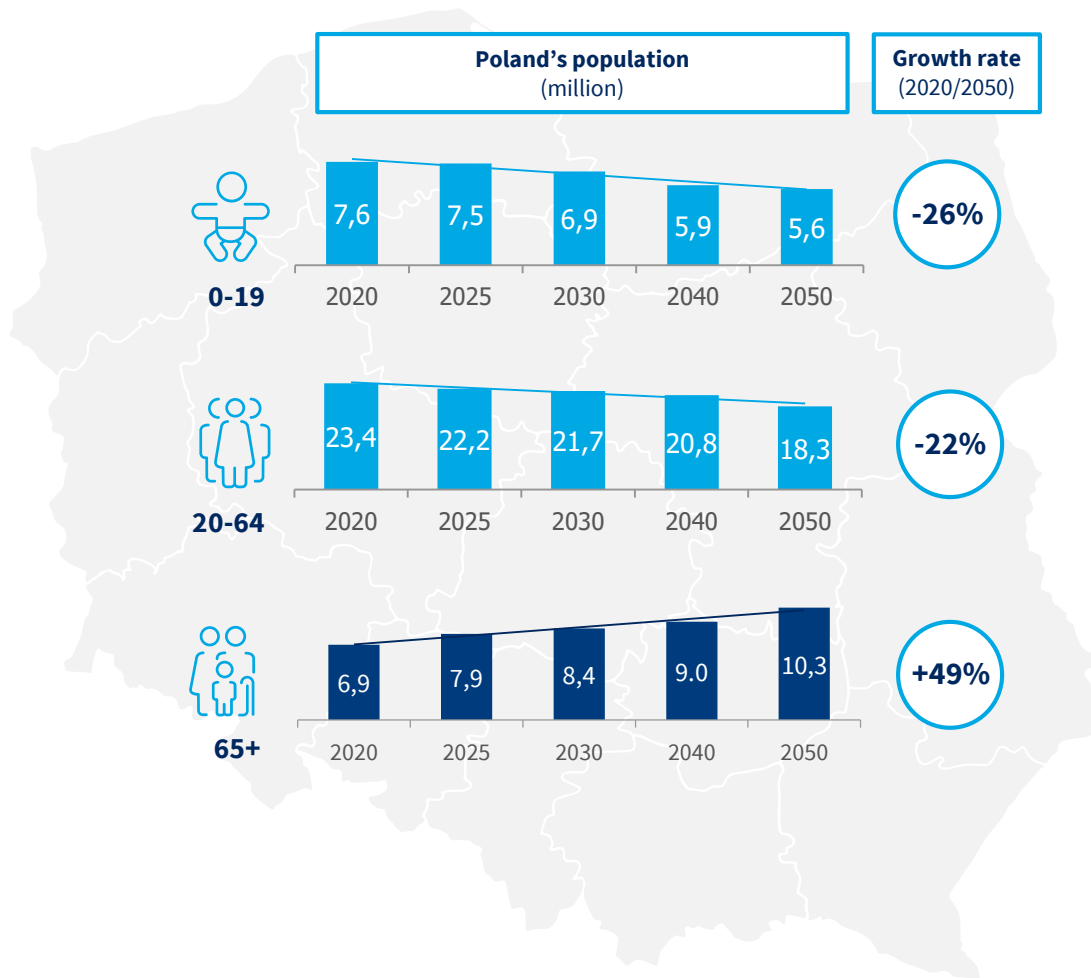 Poland's population
(million)
Growth rate
(2020/2050)
7,6 7,5 6,9 5,9 5,6
-26%
0-19
2020 2025 2030 2040 2050
23,4 22,2 21,7 20,8 18,3
-22%
20-64
2020 2025 2030 2040 2050
6,9 7,9 8,4 9.0 10,3
+49%
65+
2020 2025 2030 2040 2050